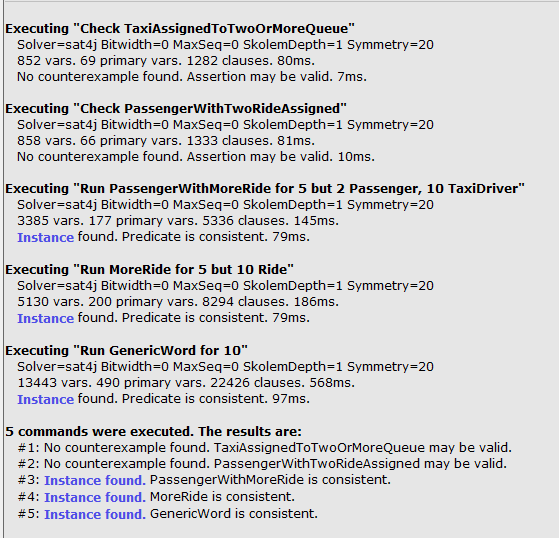 Executing "Check TaxiAssignedToTwoOrMoreQueue"
Solver=sat4j Bitwidth=0 MaxSeq=0 SkolemDepth=1 Symmetry=20
852 vars. 69 primary vars. 1282 clauses. 80ms.
No counterexample found. Assertion may be valid. 7ms.
Executing "Check PassengerWithTwoRideAssigned"
Solver=sat4j Bitwidth=0 MaxSeq=0 SkolemDepth=1 Symmetry=20
858 vars. 66 primary vars. 1333 clauses. 81ms.
No counterexample found. Assertion may be valid. 10ms.
Executing "Run PassengerWithMoreRide for 5 but 2 Passenger, 10 TaxiDriver"
Solver=sat4j Bitwidth=0 MaxSeq=0 SkolemDepth=1 Symmetry=20
3385 vars. 177 primary vars. 5336 clauses. 145ms.
Instance found. Predicate is consistent. 79ms.
Executing "Run MoreRide for 5 but 10 Ride"
Solver=sat4j Bitwidth=0 MaxSeq=0 SkolemDepth=1 Symmetry=20
5130 vars. 200 primary vars. 8294 clauses. 186ms.
Instance found. Predicate is consistent. 79ms.
Executing "Run GenericWord for 10"
Solver=sat4j Bitwidth=0 MaxSeq=0 SkolemDepth=1 Symmetry=20
13443 vars. 490 primary vars. 22426 clauses. 568ms.
Instance found. Predicate is consistent. 97ms.
5 commands were executed. The results are:
#1: No counterexample found. TaxiAssignedToTwoOrMoreQueue may be valid.
#2: No counterexample found. PassengerWithTwoRideAssigned may be valid.
#3: Instance found. PassengerWithMoreRide is consistent.
#4: Instance found. MoreRide is consistent.
#5: Instance found. GenericWord is consistent.